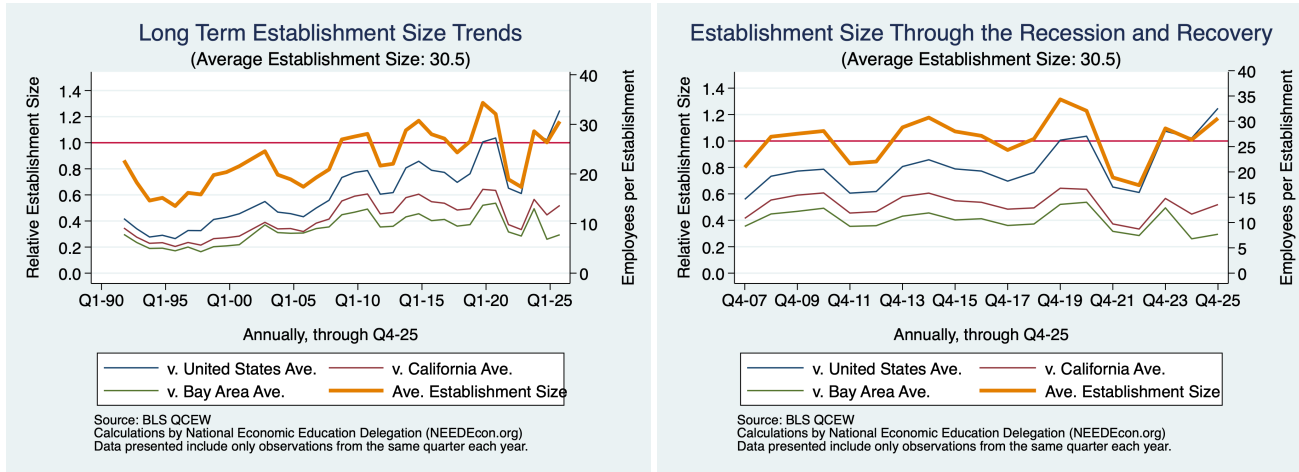 Long Term Establishment Size Trends
(Average Establishment Size: 30.5)
Relative Establishment Size
1.4
1.2
1.0
0.8
0.6
0.4
0.2
0.0
40
30
20
10
0
Employees per Establishment
Q1-90 Q1-95 Q1-00 Q1-05 Q1-10 Q1-15 Q1-20 Q1-25
Annually, through Q4-25
v. United States Ave. v. California Ave.
v. Bay Area Ave. Ave. Establishment Size
Source: BLS QCEW
Calculations by National Economic Education Delegation (NEEDEcon.org)
Data presented include only observations from the same quarter each year.
Establishment Size Through the Recession and Recovery
(Average Establishment Size: 30.5)
Relative Establishment Size
1.4
1.2
1.0
0.8
0.6
0.4
0.2
0.0
40
35
30
25
20
15
10
5
0
Employees per Establishment
Q4-07 Q4-09 Q4-11 Q4-13 Q4-15 Q4-17 Q4-19 Q4-21 Q4-23 Q4-25
Annually, through Q4-25
v. United States Ave. v. California Ave.
v. Bay Area Ave. Ave. Establishment Size
Source: BLS QCEW
Calculations by National Economic Education Delegation (NEEDEcon.org)
Data presented include only observations from the same quarter each year.